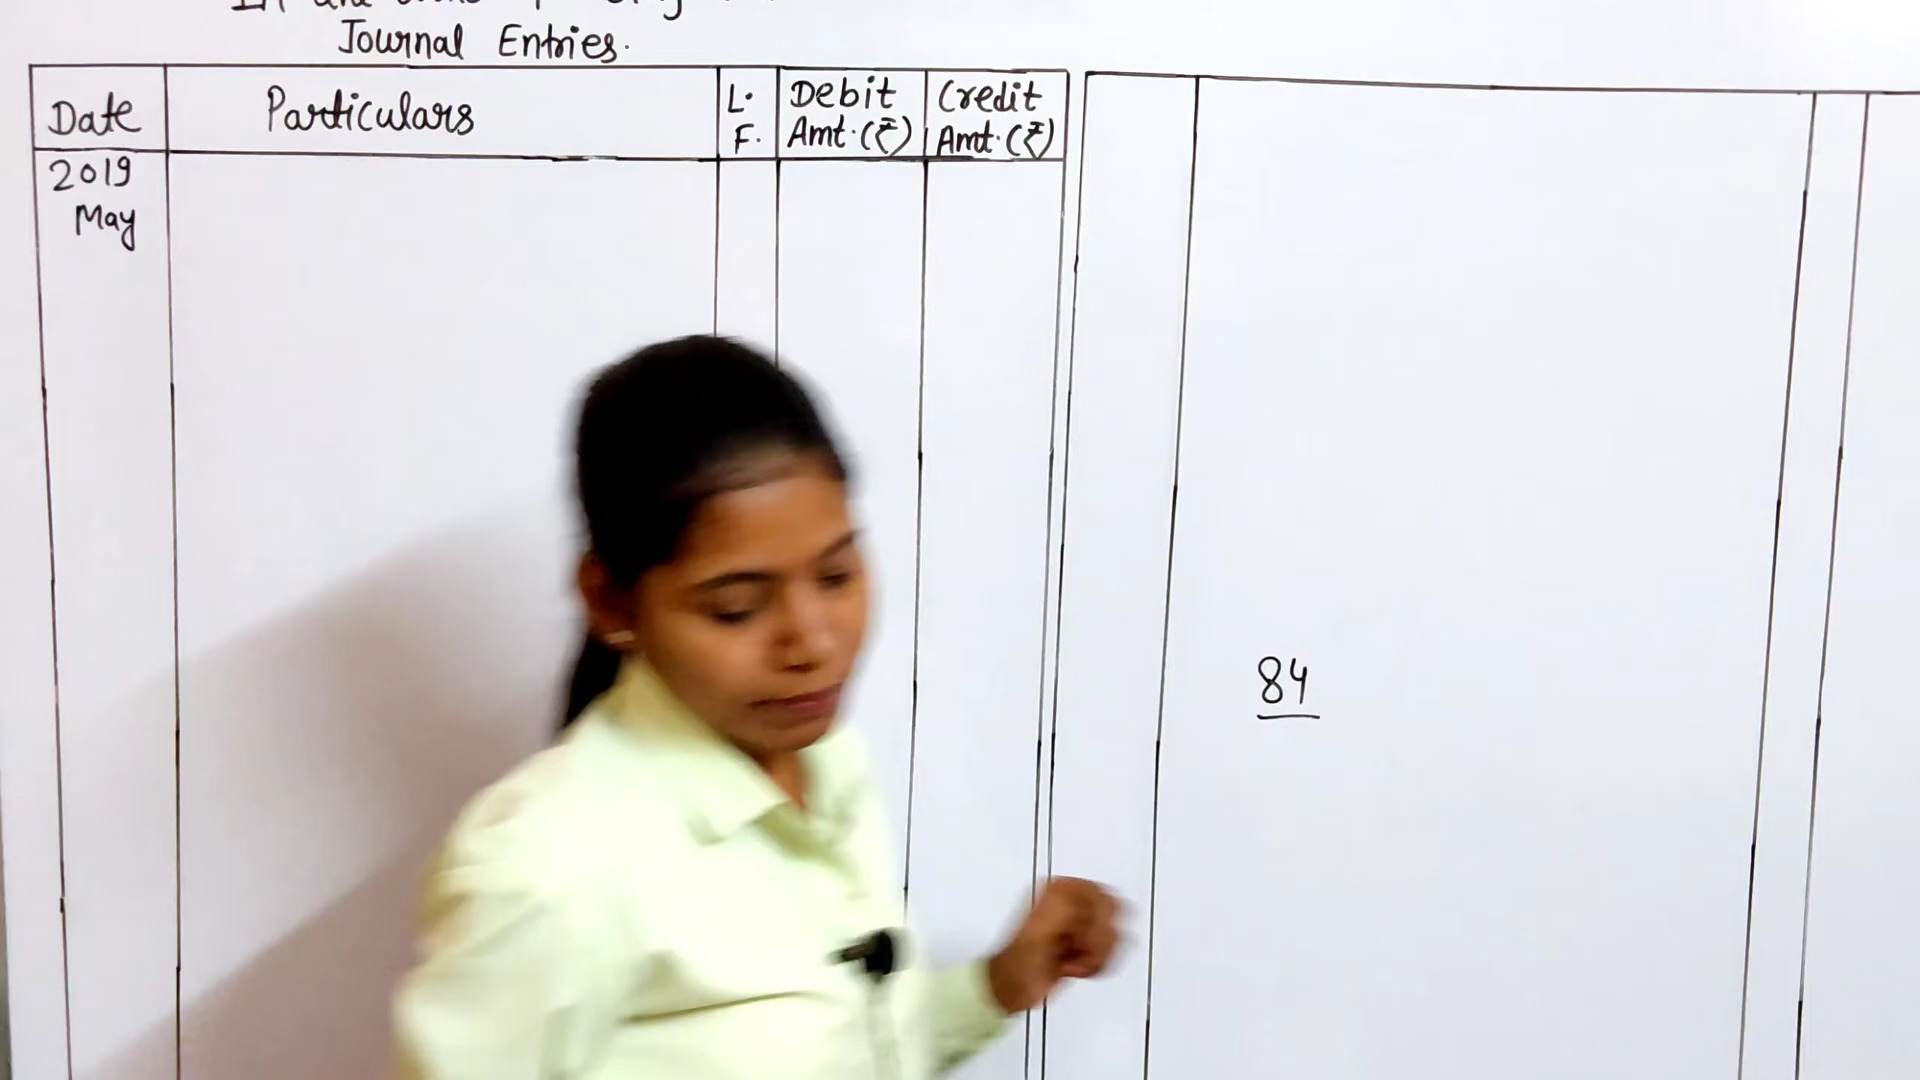 Journal Entries.
Date Particulars L. F. Debit Amt. (₹) Credit Amt. (₹)
2019
May
84